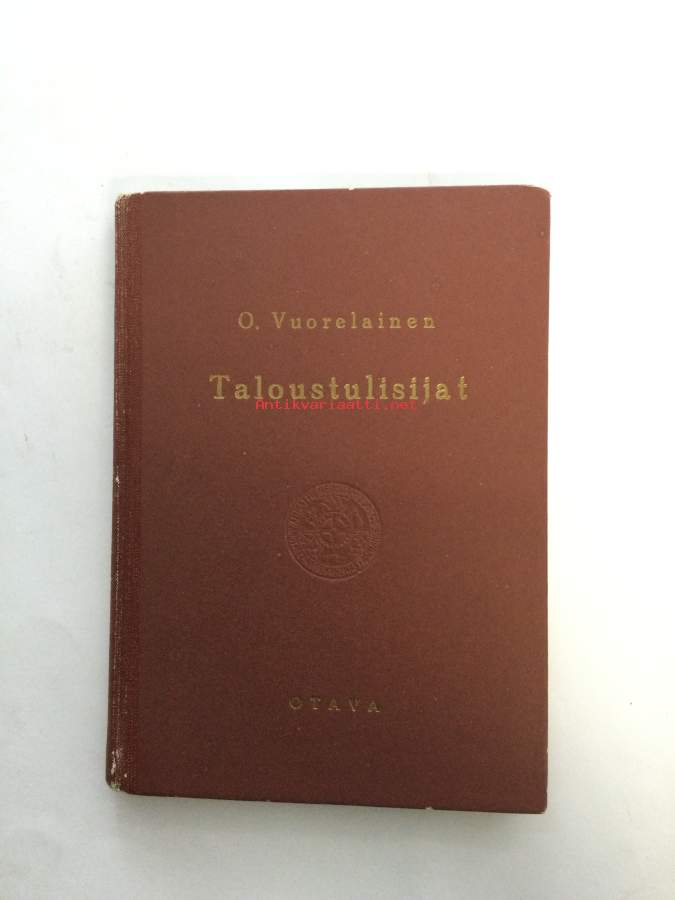 O. Vuorelainen
Taloustulisijat
Antikvariaatti.net
OTAVA